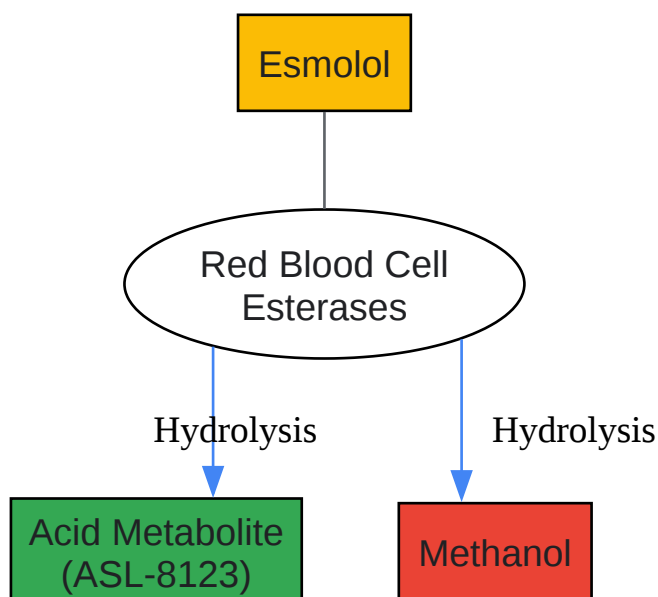 Esmolol
Red Blood Cell
Esterases
Hydrolysis
Hydrolysis
Acid Metabolite
(ASL-8123)
Methanol